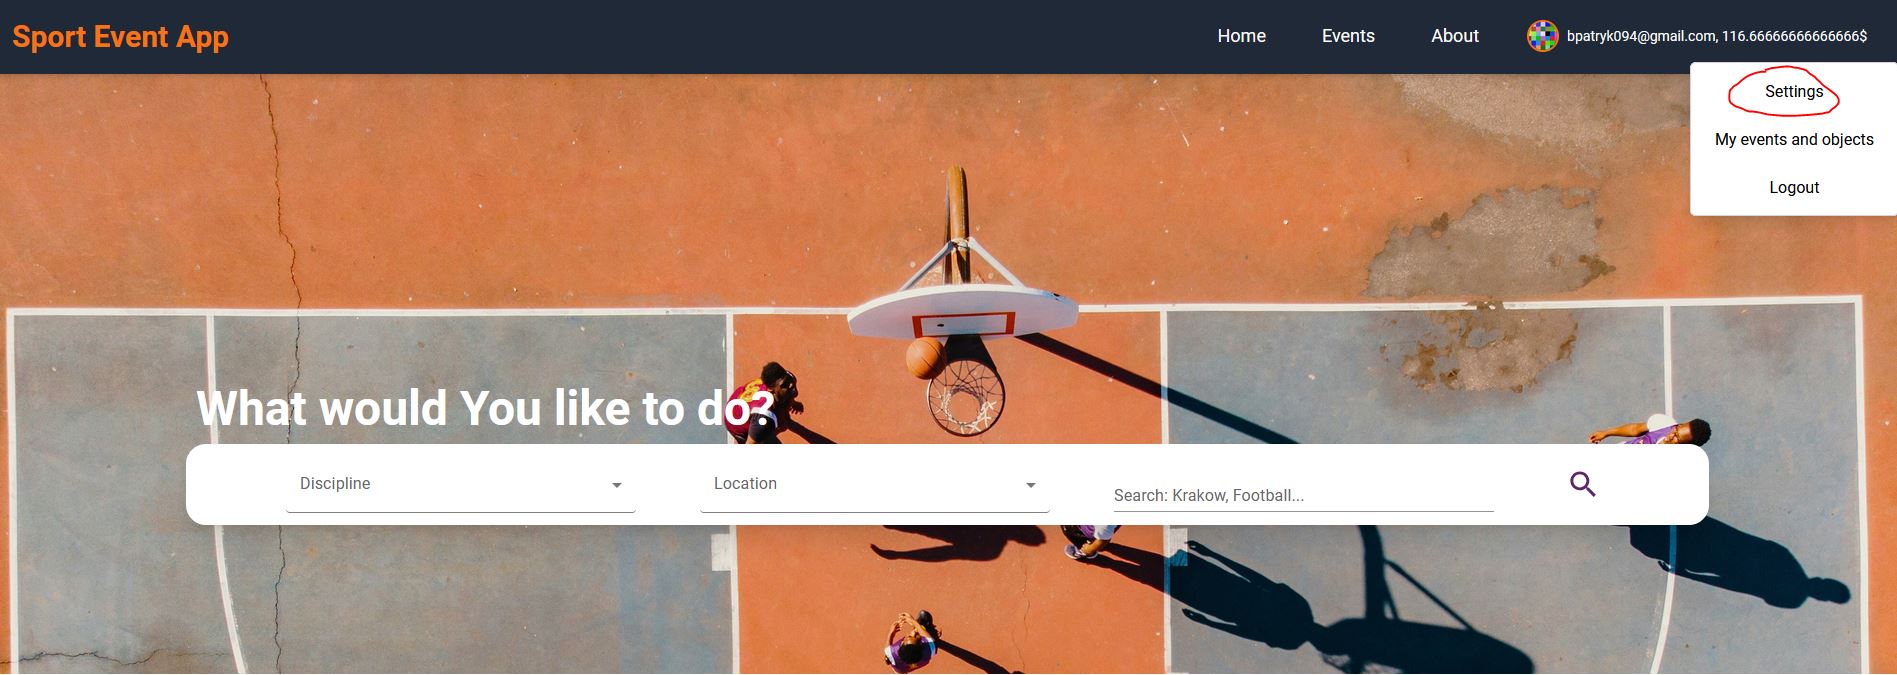 Sport Event App
Home
Events
About
bpatryk094@gmail.com, 116.66666666666666$
Settings
My events and objects
Logout
What would You like to do?
Discipline
Location
Search: Krakow, Football...